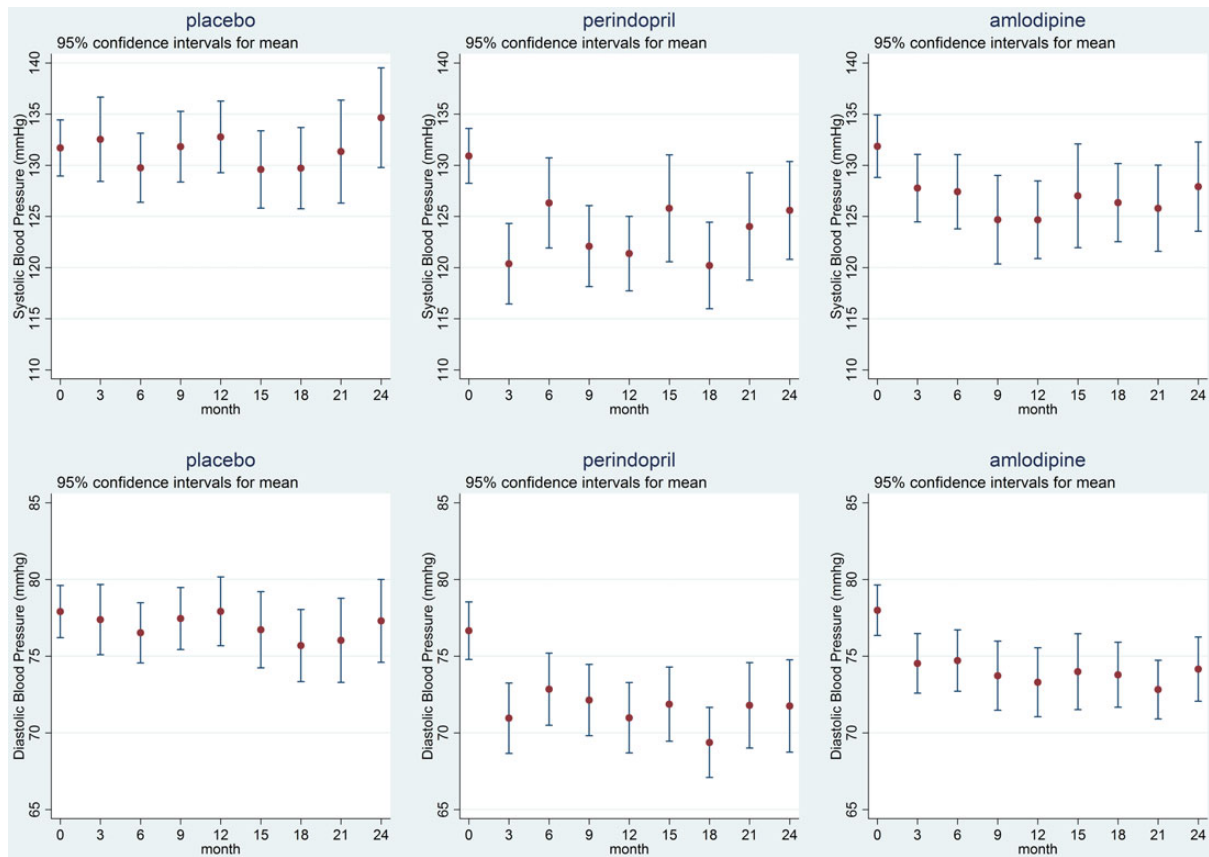 placebo
95% confidence intervals for mean
Systolic Blood Pressure (mmHg)
140
135
130
125
120
115
110
0 3 6 9 12 15 18 21 24
month
perindopril
95% confidence intervals for mean
Systolic Blood Pressure (mmHg)
140
135
130
125
120
115
110
0 3 6 9 12 15 18 21 24
month
amlodipine
95% confidence intervals for mean
Systolic Blood Pressure (mmHg)
140
135
130
125
120
115
110
0 3 6 9 12 15 18 21 24
month
placebo
95% confidence intervals for mean
Diastolic Blood Pressure (mmhg)
85
80
75
70
65
0 3 6 9 12 15 18 21 24
month
perindopril
95% confidence intervals for mean
Diastolic Blood Pressure (mmhg)
85
80
75
70
65
0 3 6 9 12 15 18 21 24
month
amlodipine
95% confidence intervals for mean
Diastolic Blood Pressure (mmhg)
85
80
75
70
65
0 3 6 9 12 15 18 21 24
month